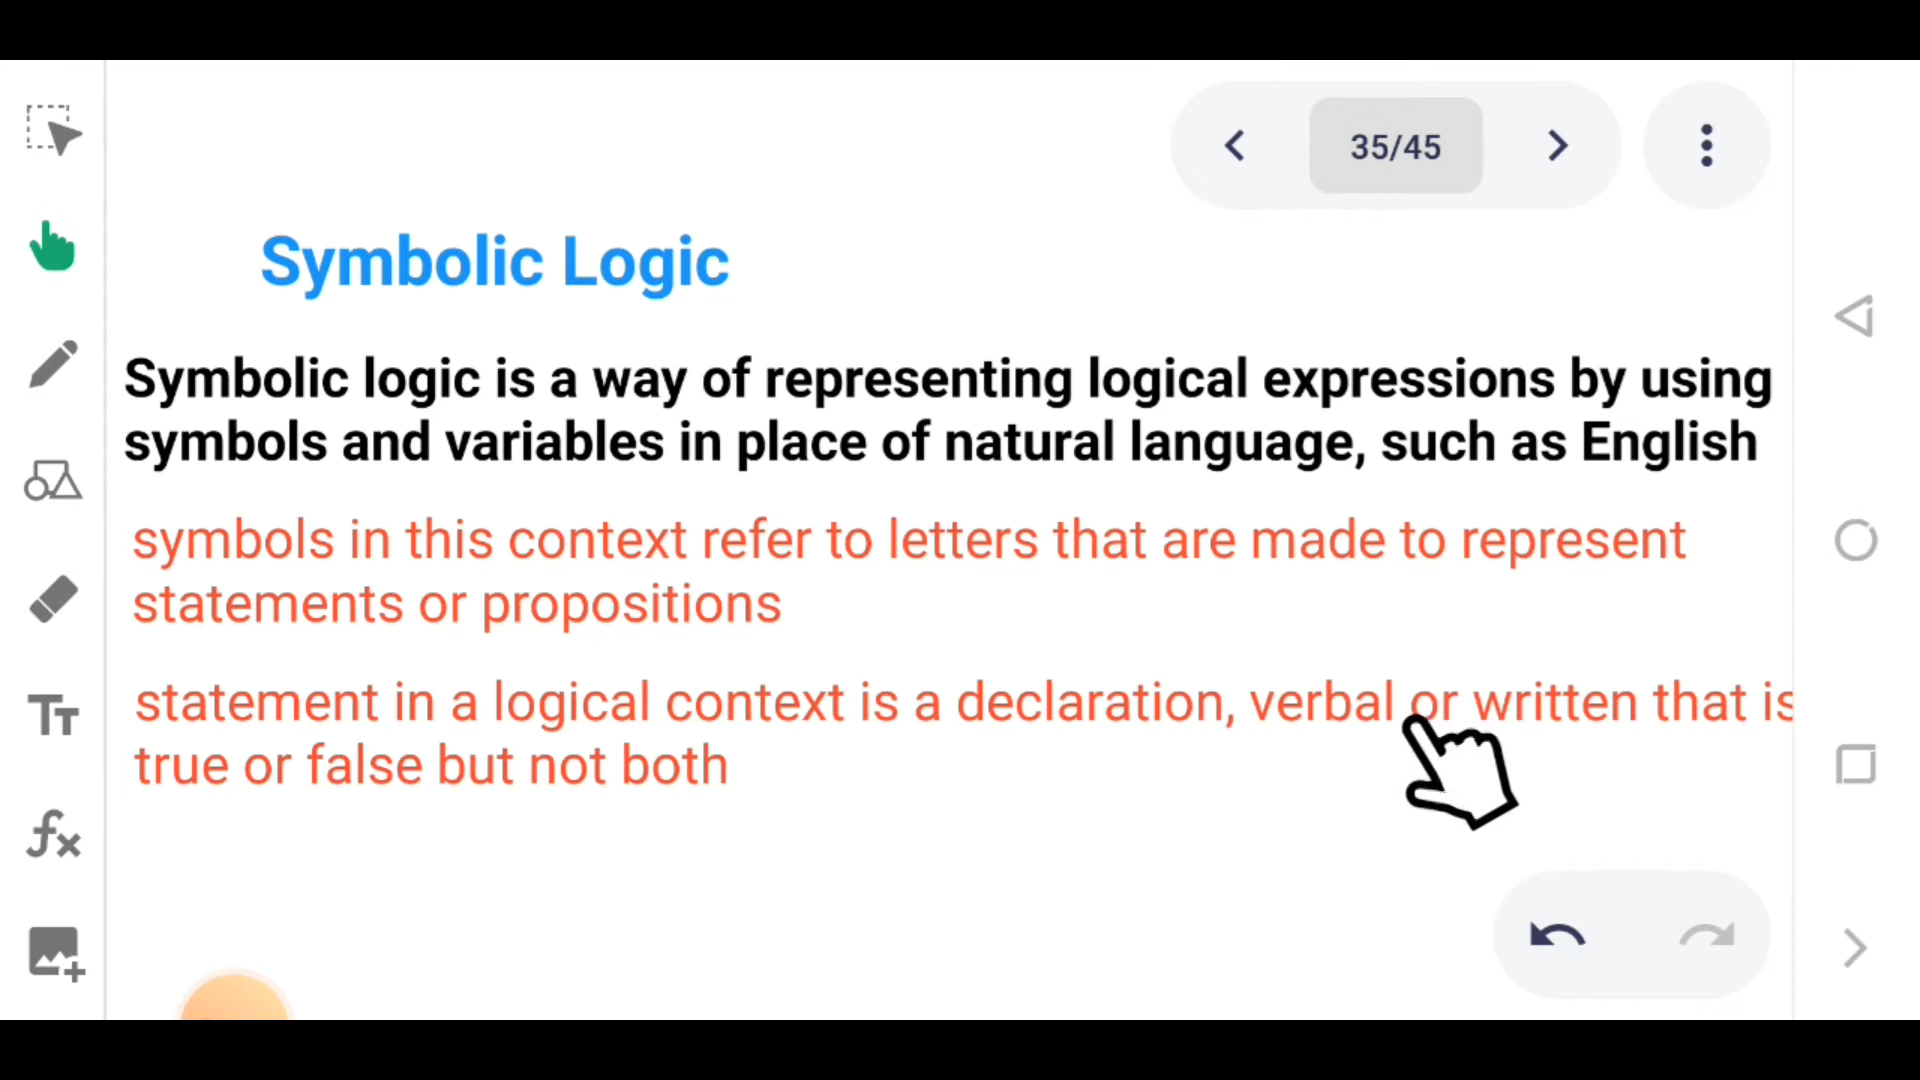 35/45
Symbolic Logic
Symbolic logic is a way of representing logical expressions by using
symbols and variables in place of natural language, such as English
symbols in this context refer to letters that are made to represent
statements or propositions
statement in a logical context is a declaration, verbal or written that is
true or false but not both
TT
fx